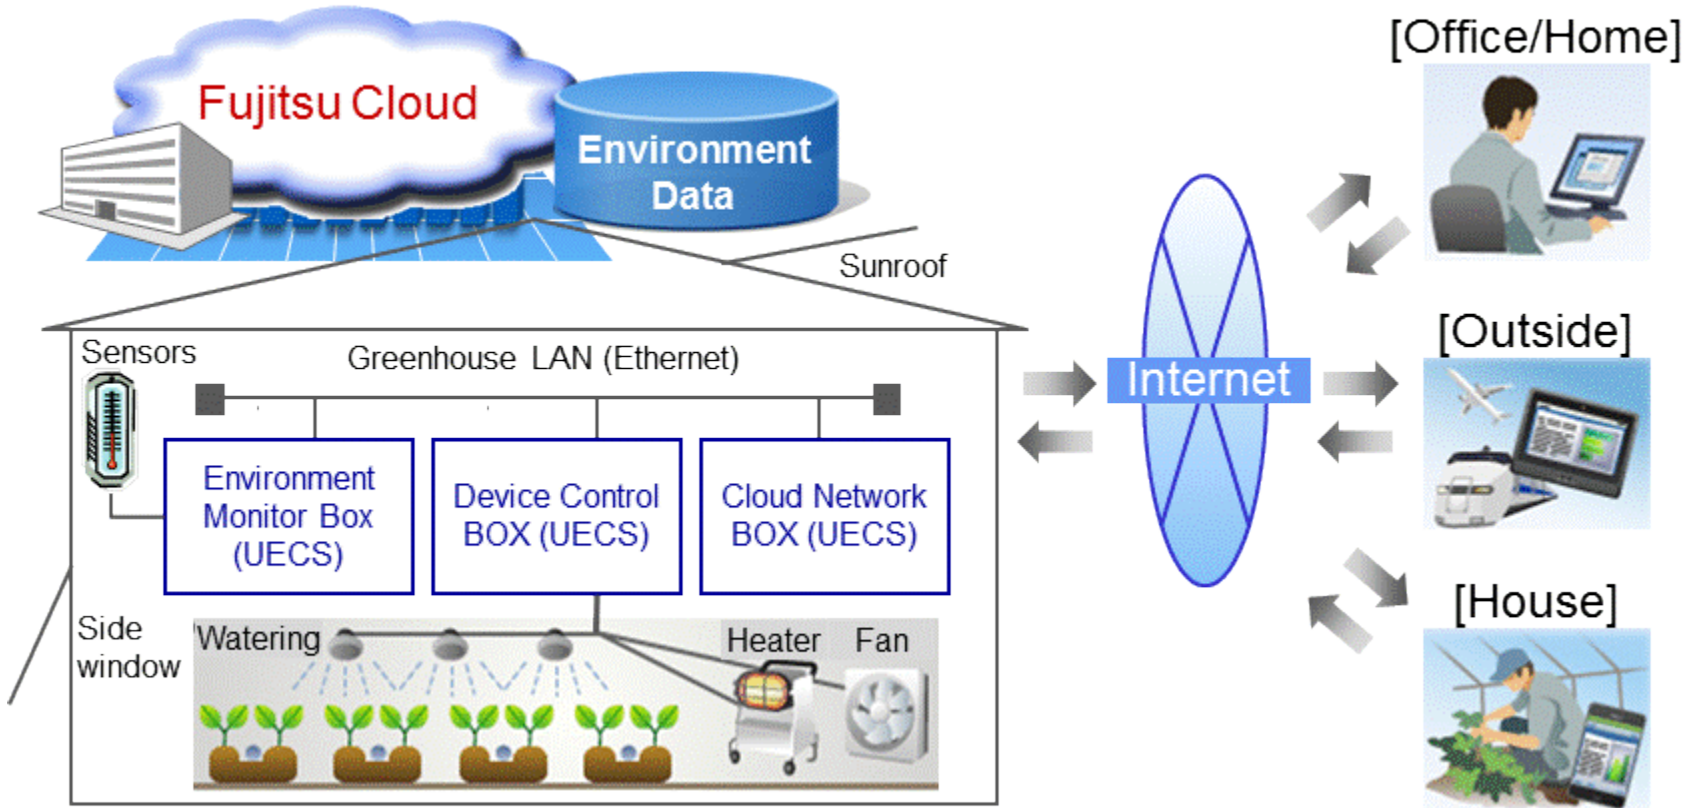 Fujitsu Cloud
Environment
Data
Sunroof
Sensors
Greenhouse LAN (Ethernet)
Environment
Monitor Box
(UECS)
Device Control
BOX (UECS)
Cloud Network
BOX (UECS)
Side
window
Watering
Heater
Fan
Internet
[Office/Home]
[Outside]
[House]